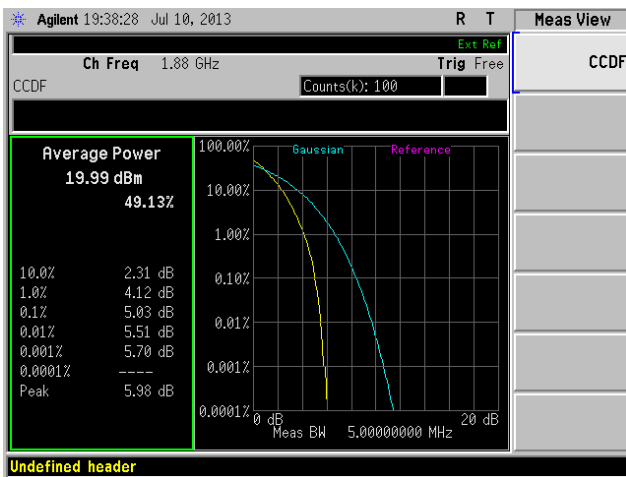 Agilent 19:38:28 Jul 10, 2013 R T Meas View
Ext Ref
Ch Freq 1.88 GHz Trig Free
CCDF
CCDF Counts(k): 100
Average Power
19.99 dBm
49.13%
10.0% 2.31 dB
1.0% 4.12 dB
0.1% 5.03 dB
0.01% 5.51 dB
0.001% 5.70 dB
0.0001% ----
Peak 5.98 dB
100.00% Gaussian Reference
10.00%
1.00%
0.10%
0.01%
0.001%
0.0001% 0 dB 20 dB
Meas BW 5.00000000 MHz
Undefined header